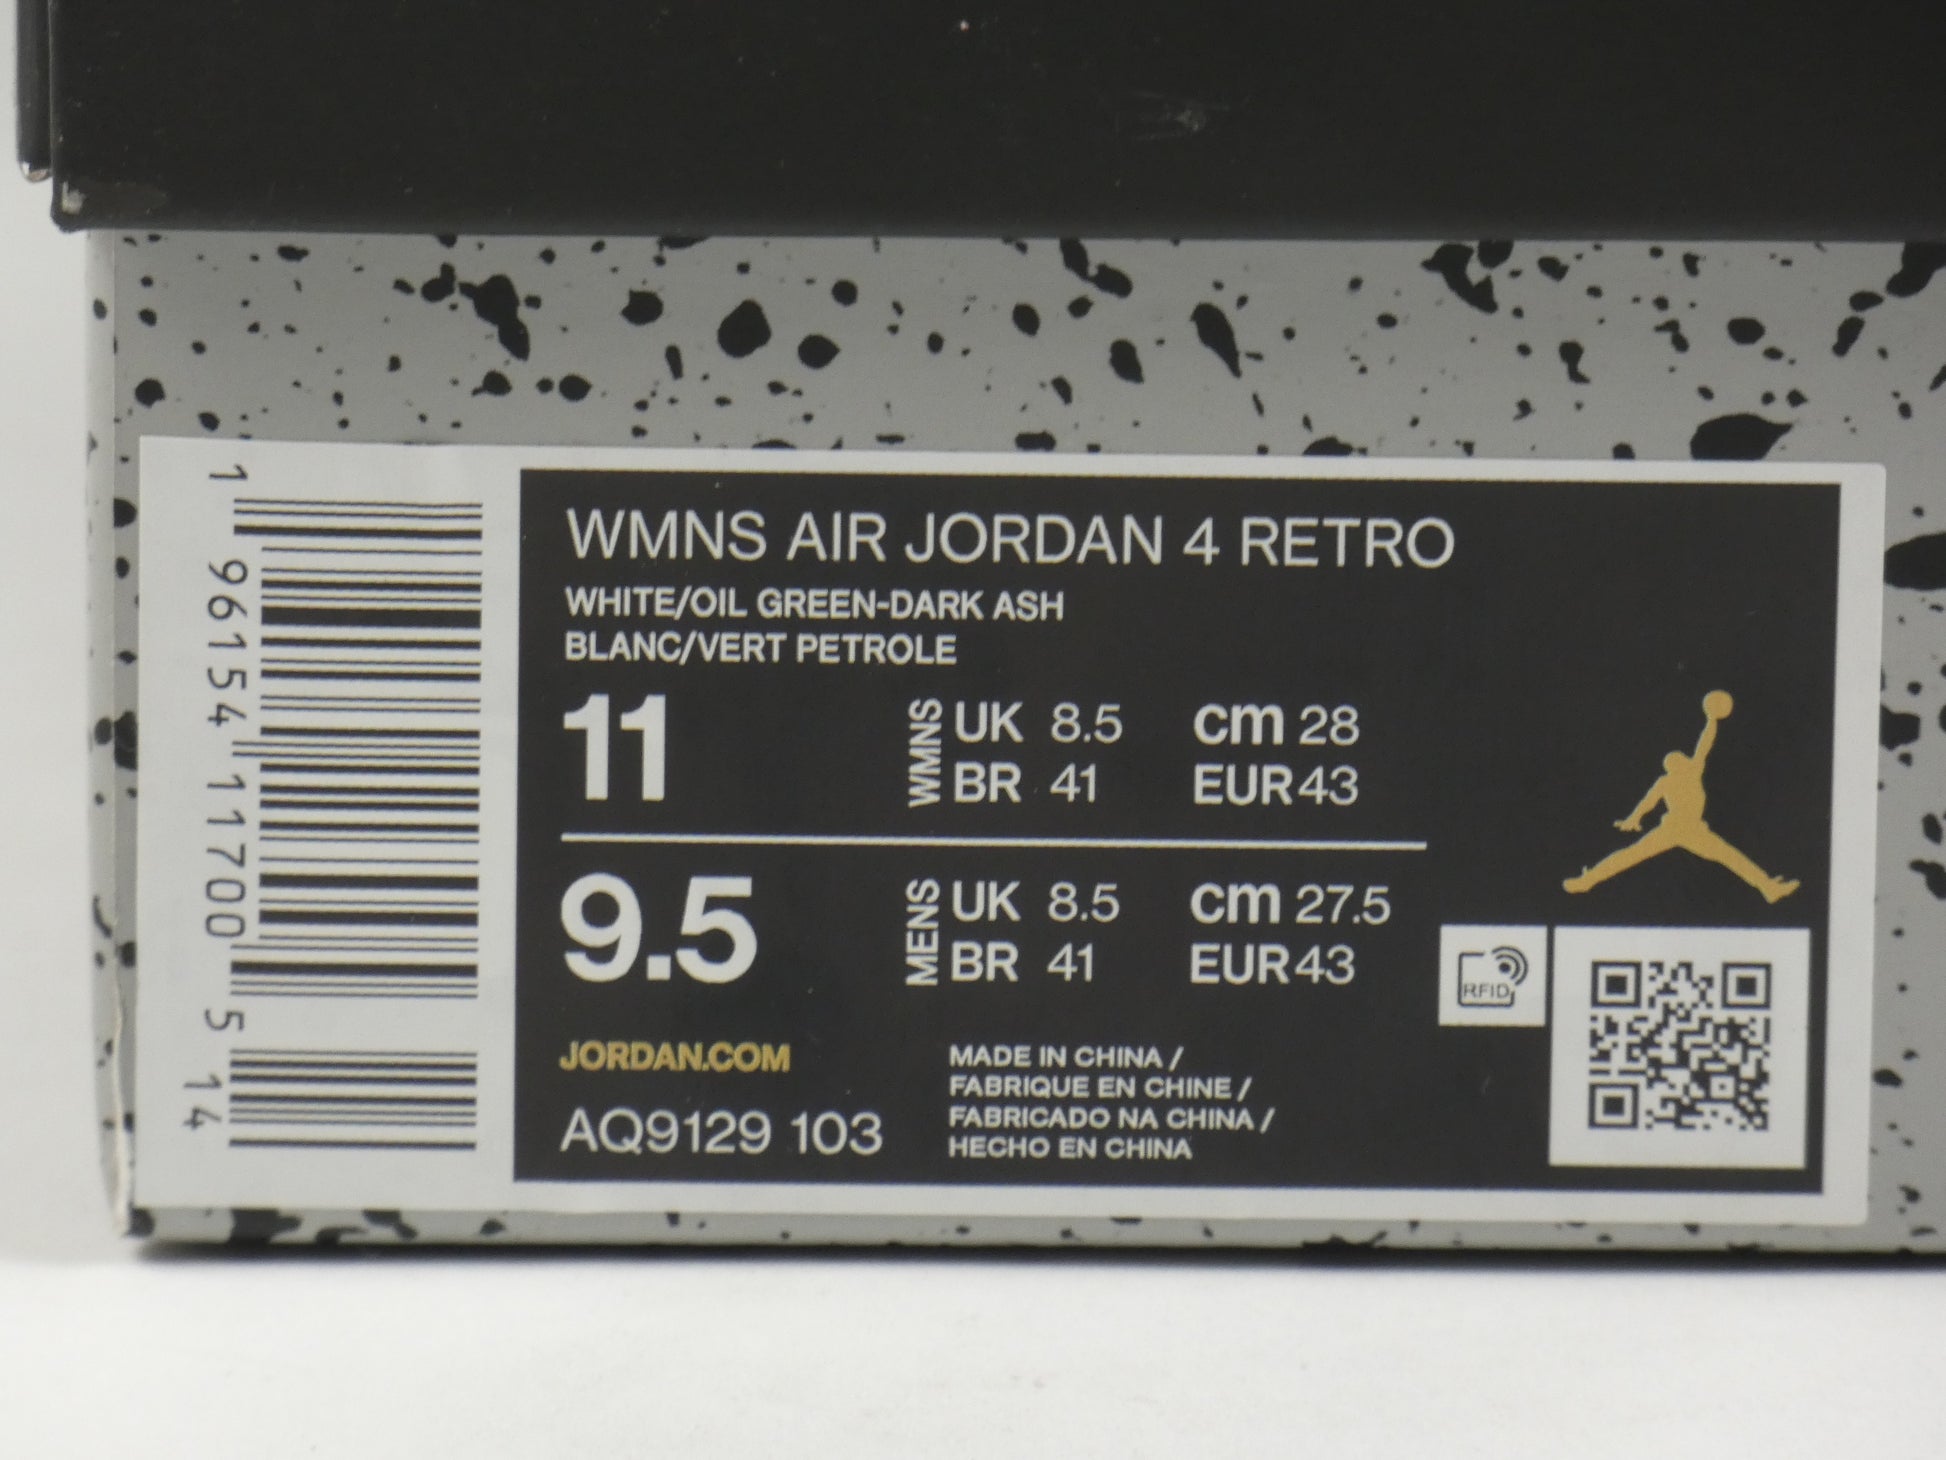 1 96154 11700 5 14
WMNS AIR JORDAN 4 RETRO
WHITE/OIL GREEN-DARK ASH
BLANC/VERT PETROLE
11 WMNS UK 8.5 cm 28
BR 41 EUR 43
9.5 MENS UK 8.5 cm 27.5
BR 41 EUR 43
RFID
JORDAN.COM
AQ9129 103
MADE IN CHINA /
FABRIQUE EN CHINE /
FABRICADO NA CHINA /
HECHO EN CHINA